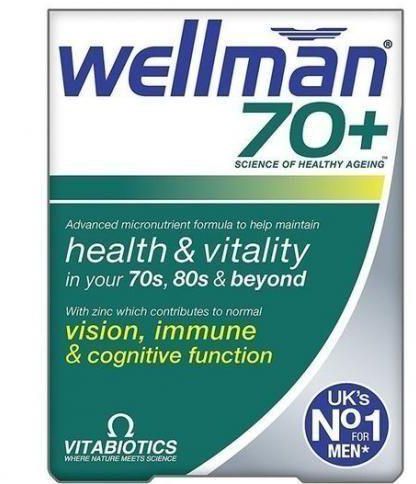 wellman®
70+
SCIENCE OF HEALTHY AGEING™
Advanced micronutrient formula to help maintain
health & vitality
in your 70s, 80s & beyond
With zinc which contributes to normal
vision, immune
& cognitive function
UK's
No1
FOR
MEN*
VITABIOTICS
WHERE NATURE MEETS SCIENCE